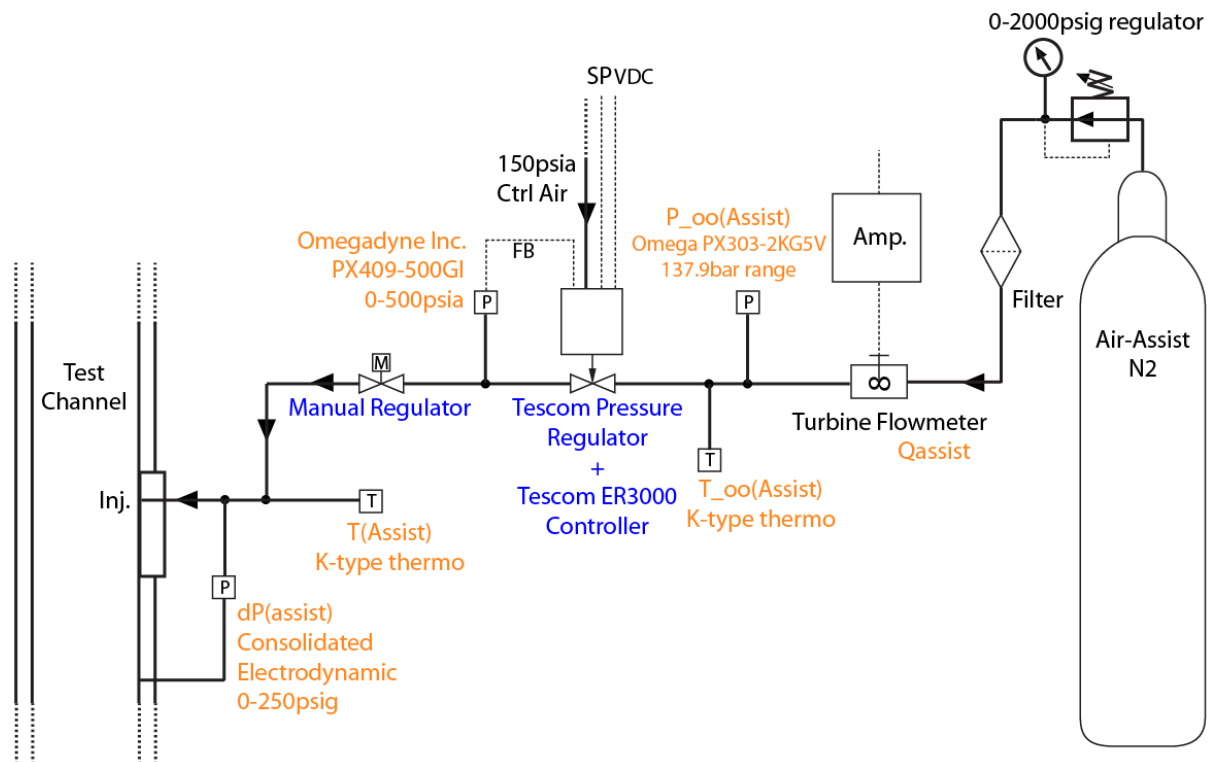 0-2000psig regulator
SP VDC
150psia
Ctrl Air
P_oo(Assist)
Omega PX303-2KG5V
137.9bar range
Amp.
Omegadyne Inc.
PX409-500GI
0-500psia
FB
P
P
Filter
Air-Assist
N2
Test
Channel
M
8
Manual Regulator
Tescom Pressure
Regulator
+
Tescom ER3000
Controller
Turbine Flowmeter
Qassist
T
T_oo(Assist)
K-type thermo
Inj.
T
T(Assist)
K-type thermo
P
dP(assist)
Consolidated
Electrodynamic
0-250psig